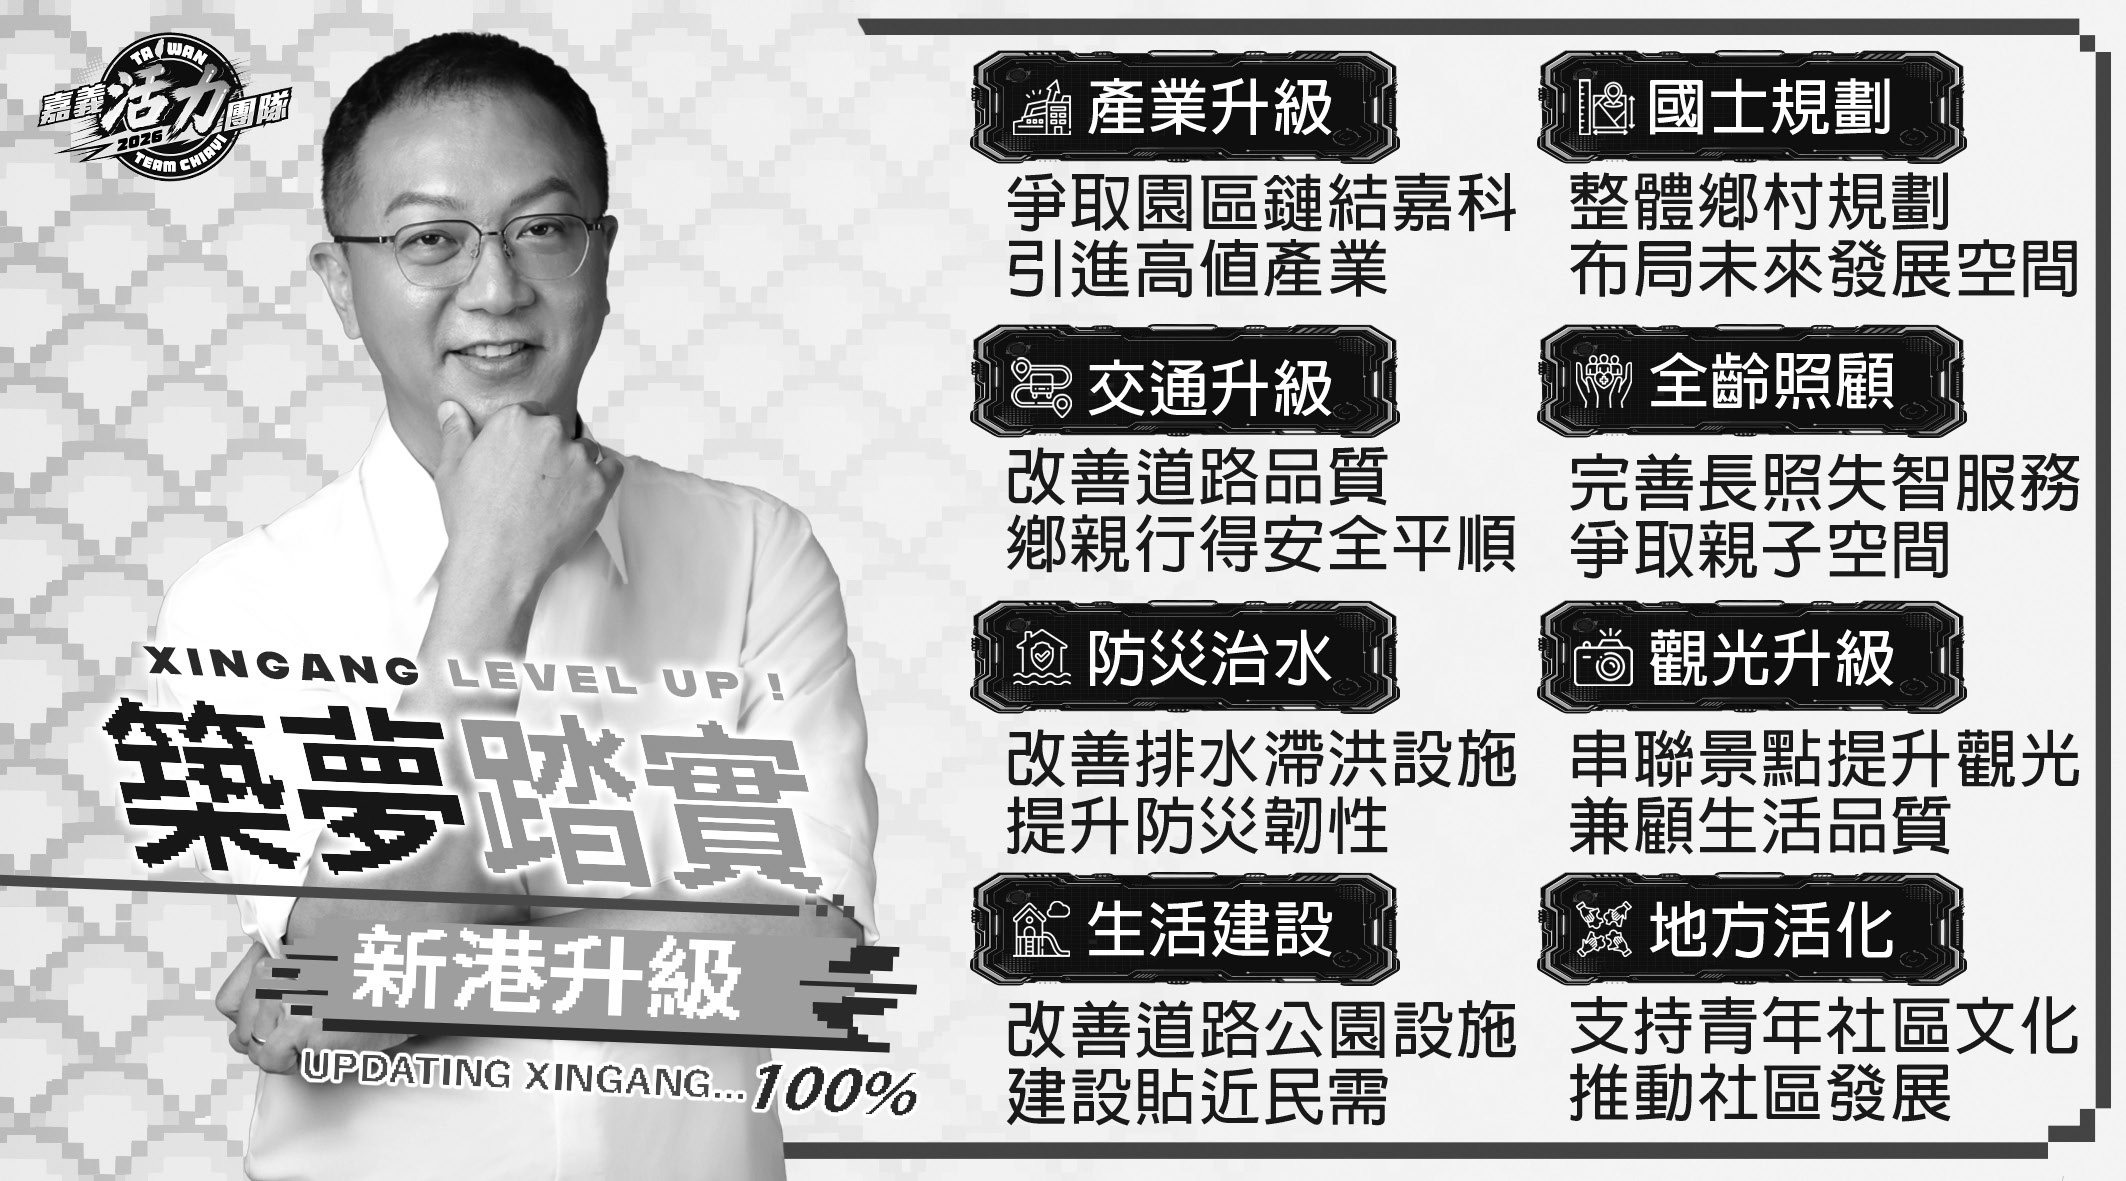 TAIWAN
嘉義活力團隊
2026
TEAM CHIAYI
XINGANG LEVEL UP！
築夢踏實
新港升級
UPDATING XINGANG...100%
產業升級
爭取園區鏈結嘉科
引進高值產業
交通升級
改善道路品質
鄉親行得安全平順
防災治水
改善排水滯洪設施
提升防災韌性
生活建設
改善道路公園設施
建設貼近民需
國土規劃
整體鄉村規劃
布局未來發展空間
全齡照顧
完善長照失智服務
爭取親子空間
觀光升級
串聯景點提升觀光
兼顧生活品質
地方活化
支持青年社區文化
推動社區發展